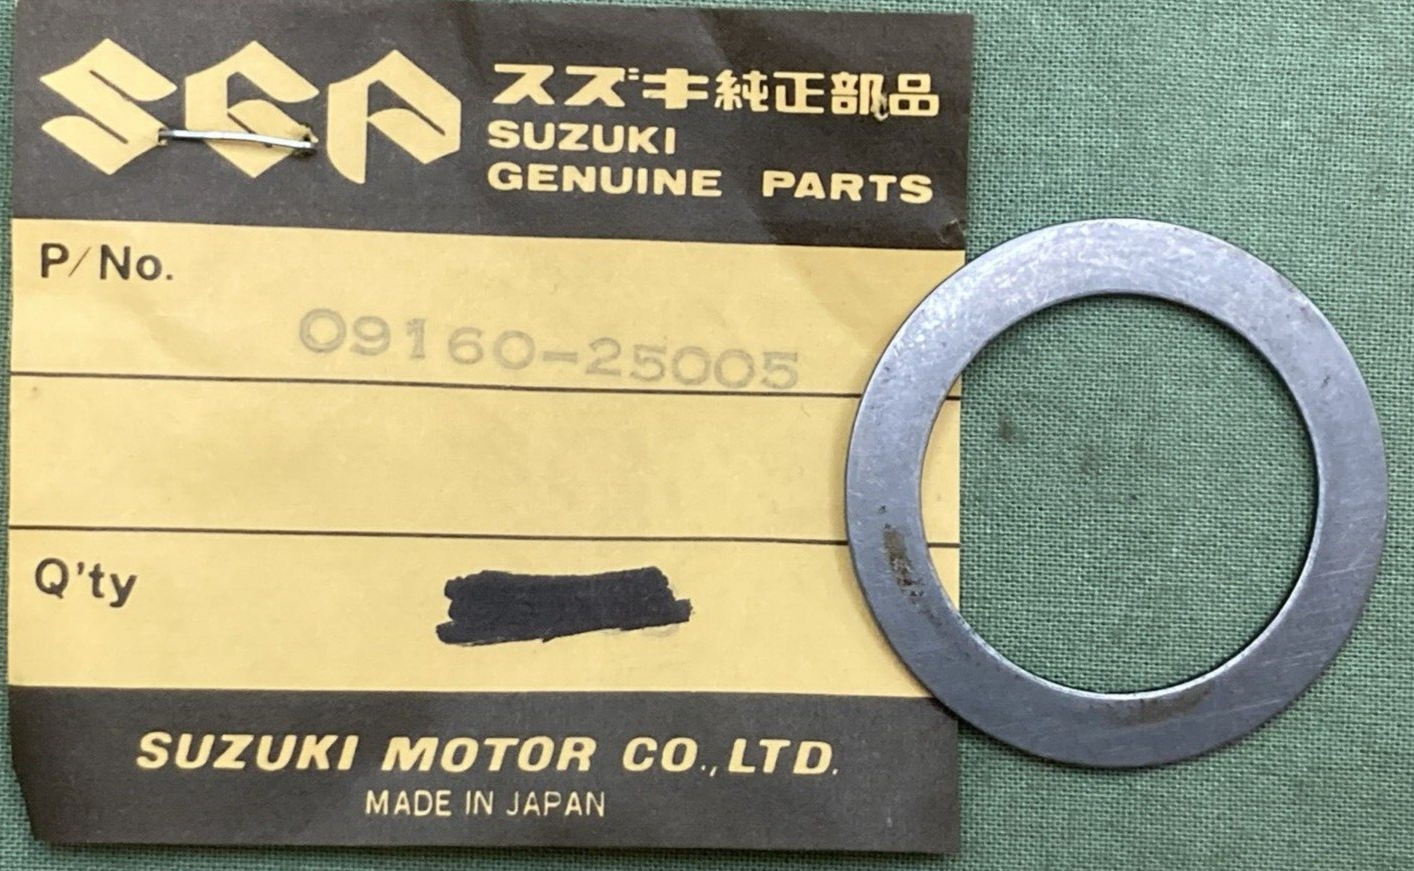 SGP
スズキ純正部品
SUZUKI
GENUINE PARTS
P/No.
09160-25005
Q'ty
SUZUKI MOTOR CO., LTD.
MADE IN JAPAN